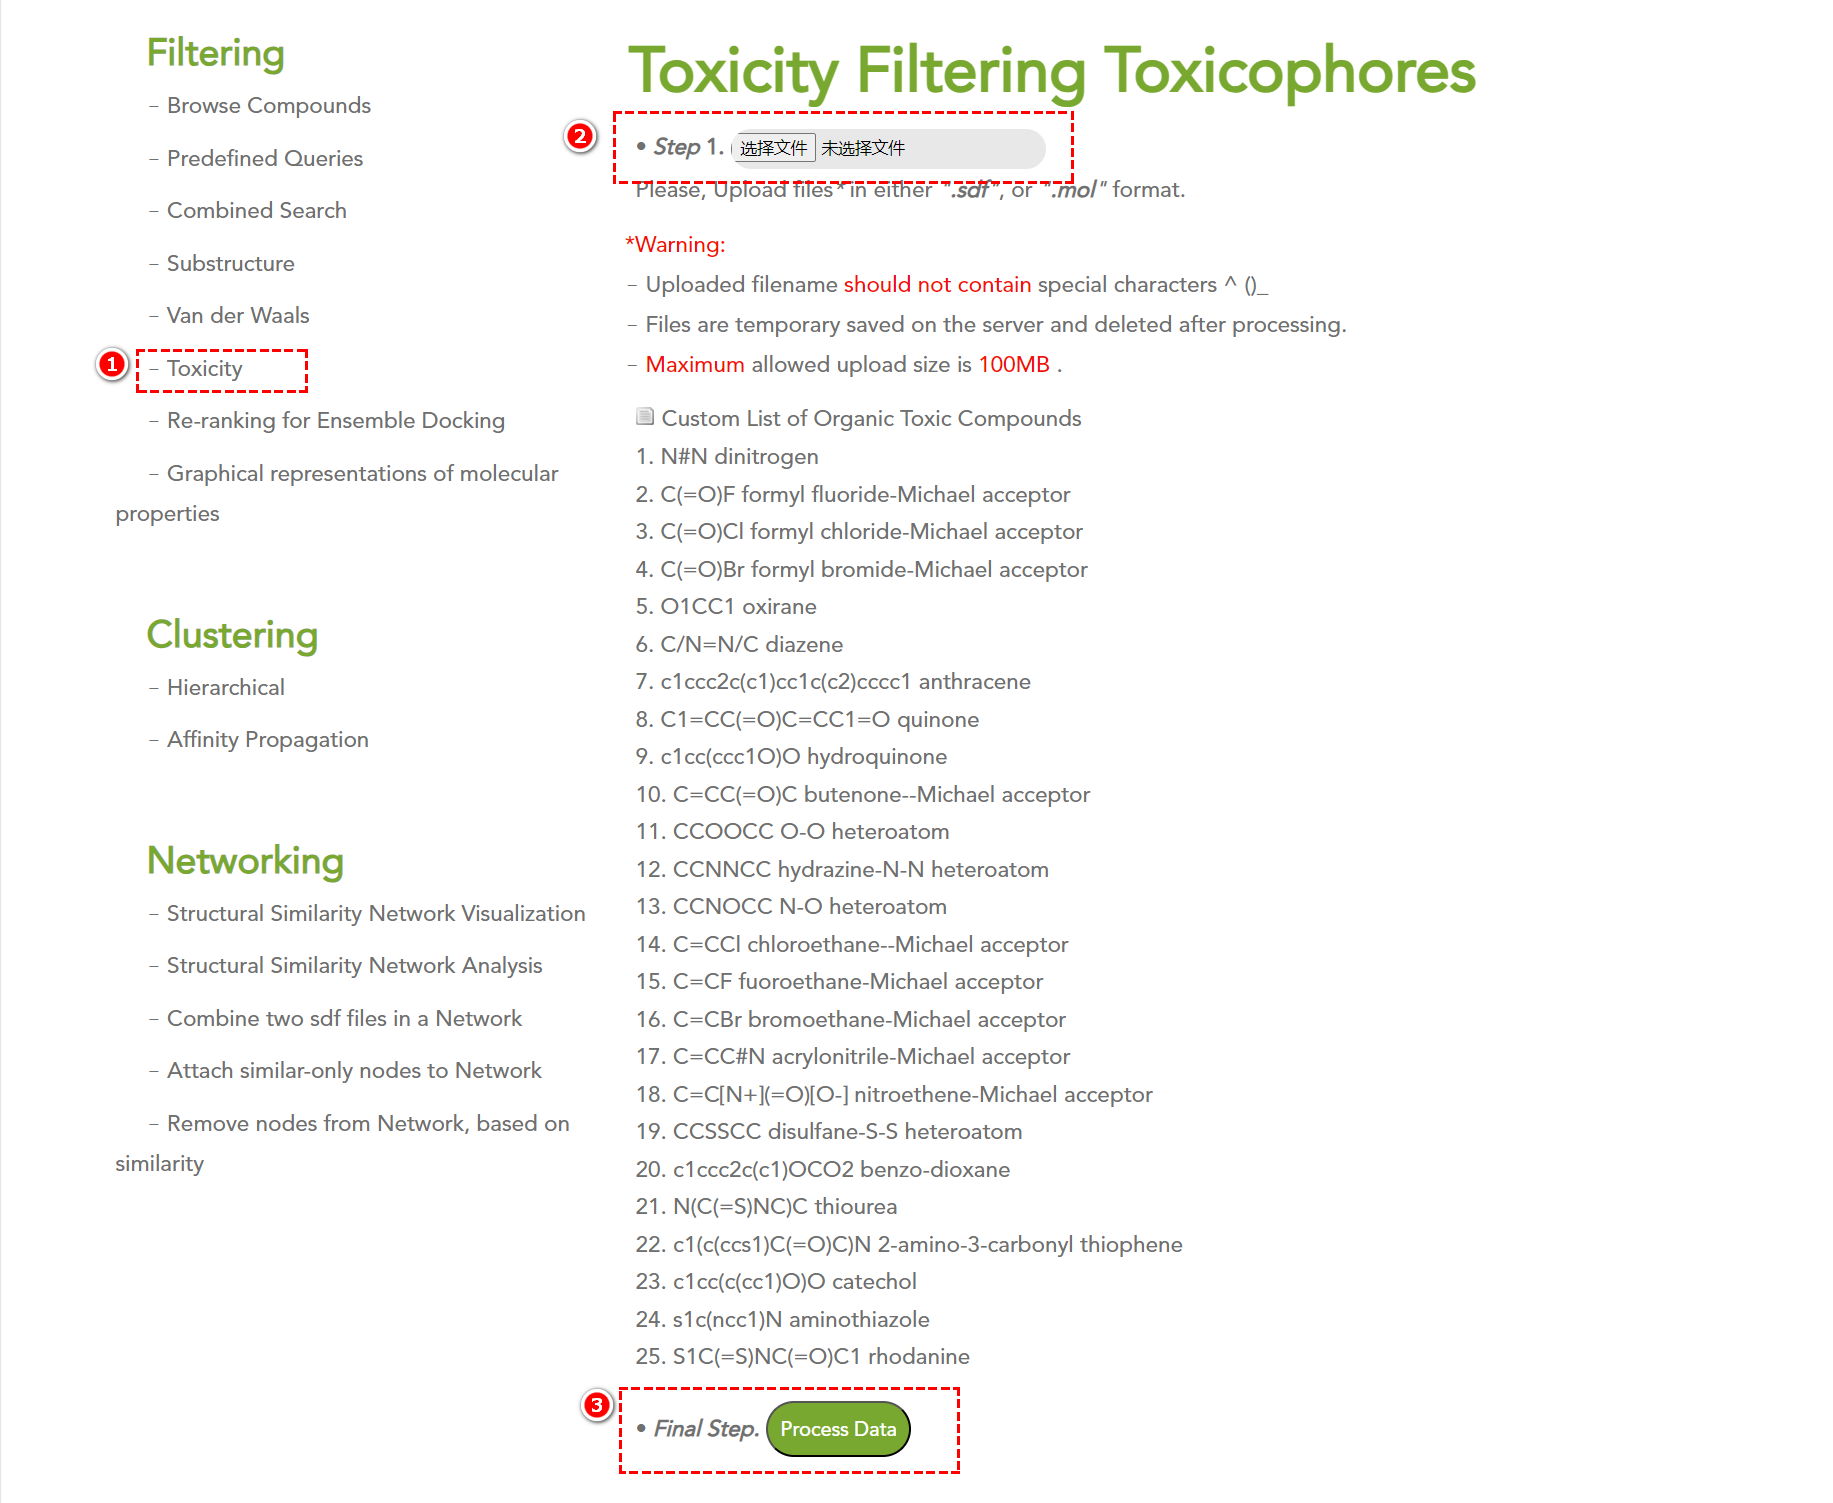 Filtering
– Browse Compounds
– Predefined Queries
– Combined Search
– Substructure
– Van der Waals
1
– Toxicity
– Re-ranking for Ensemble Docking
– Graphical representations of molecular
properties
Clustering
– Hierarchical
– Affinity Propagation
Networking
– Structural Similarity Network Visualization
– Structural Similarity Network Analysis
– Combine two sdf files in a Network
– Attach similar-only nodes to Network
– Remove nodes from Network, based on
similarity
Toxicity Filtering Toxicophores
2
• Step 1. 选择文件 未选择文件
Please, Upload files* in either ".sdf", or ".mol" format.
*Warning:
– Uploaded filename should not contain special characters ^ ()_
– Files are temporary saved on the server and deleted after processing.
– Maximum allowed upload size is 100MB .
Custom List of Organic Toxic Compounds
1. N#N dinitrogen
2. C(=O)F formyl fluoride-Michael acceptor
3. C(=O)Cl formyl chloride-Michael acceptor
4. C(=O)Br formyl bromide-Michael acceptor
5. O1CC1 oxirane
6. C/N=N/C diazene
7. c1ccc2c(c1)cc1c(c2)cccc1 anthracene
8. C1=CC(=O)C=CC1=O quinone
9. c1cc(ccc1O)O hydroquinone
10. C=CC(=O)C butenone--Michael acceptor
11. CCOOCC O-O heteroatom
12. CCNNCC hydrazine-N-N heteroatom
13. CCNOCC N-O heteroatom
14. C=CCl chloroethane--Michael acceptor
15. C=CF fuoroethane-Michael acceptor
16. C=CBr bromoethane-Michael acceptor
17. C=CC#N acrylonitrile-Michael acceptor
18. C=C[N+](=O)[O-] nitroethene-Michael acceptor
19. CCSSCC disulfane-S-S heteroatom
20. c1ccc2c(c1)OCO2 benzo-dioxane
21. N(C(=S)NC)C thiourea
22. c1(c(ccs1)C(=O)C)N 2-amino-3-carbonyl thiophene
23. c1cc(c(cc1)O)O catechol
24. s1c(ncc1)N aminothiazole
25. S1C(=S)NC(=O)C1 rhodanine
3
• Final Step. Process Data